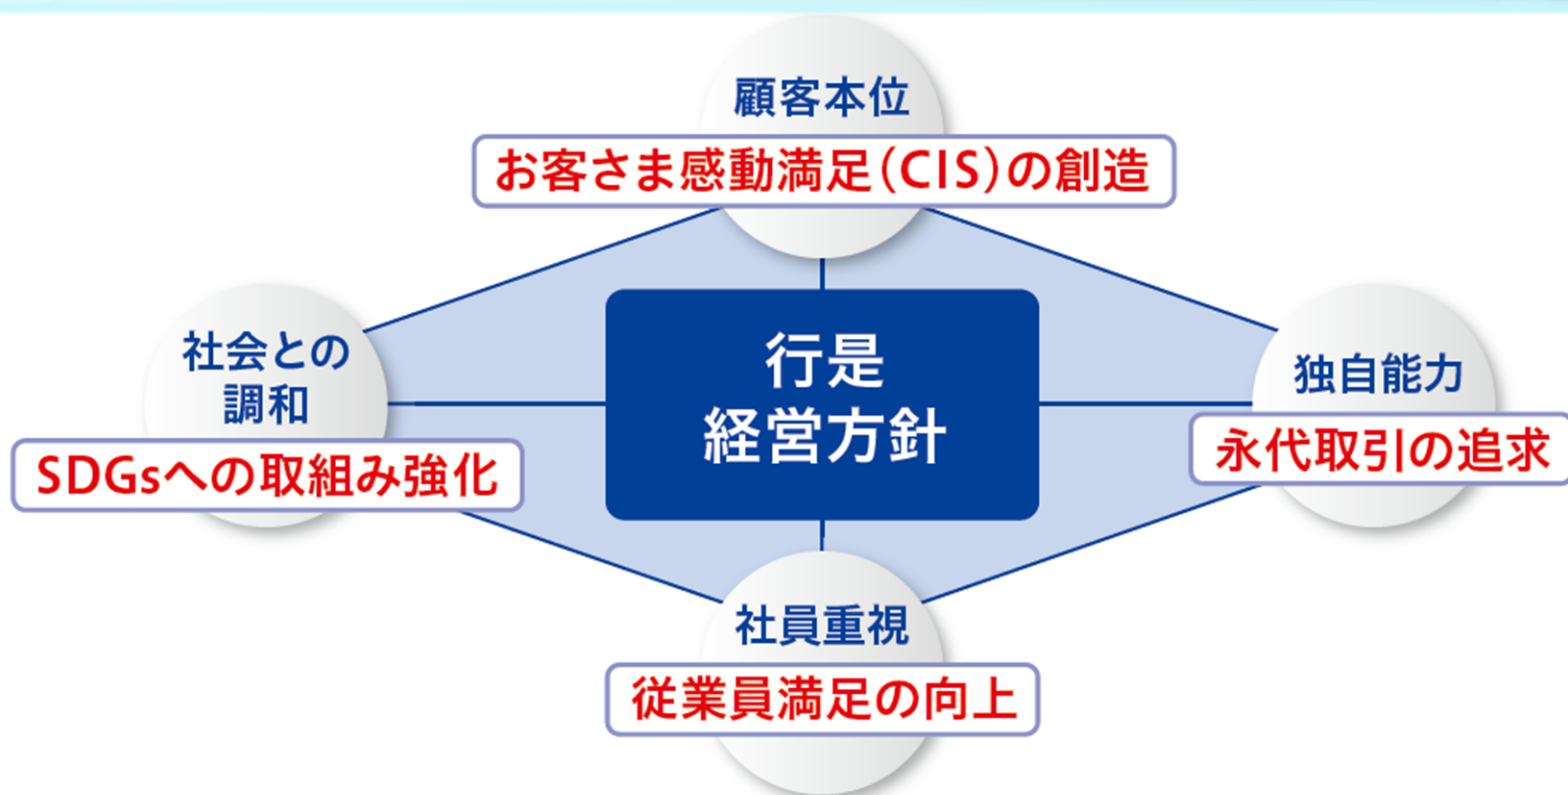 顧客本位
お客さま感動満足(CIS)の創造
社会との
調和
SDGsへの取組み強化
行是
経営方針
独自能力
永代取引の追求
社員重視
従業員満足の向上